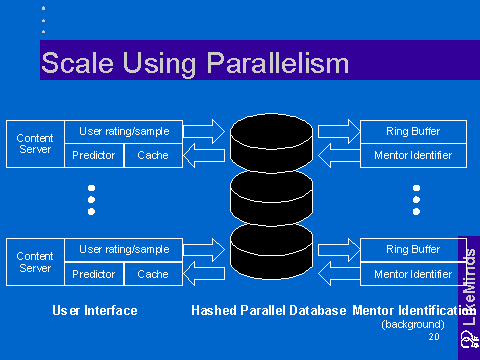 Scale Using Parallelism
Content
Server
User rating/sample
Predictor
Cache
Ring Buffer
Mentor Identifier
Content
Server
User rating/sample
Predictor
Cache
Ring Buffer
Mentor Identifier
User Interface
Hashed Parallel Database
Mentor Identification
(background)
20
LikeMinds